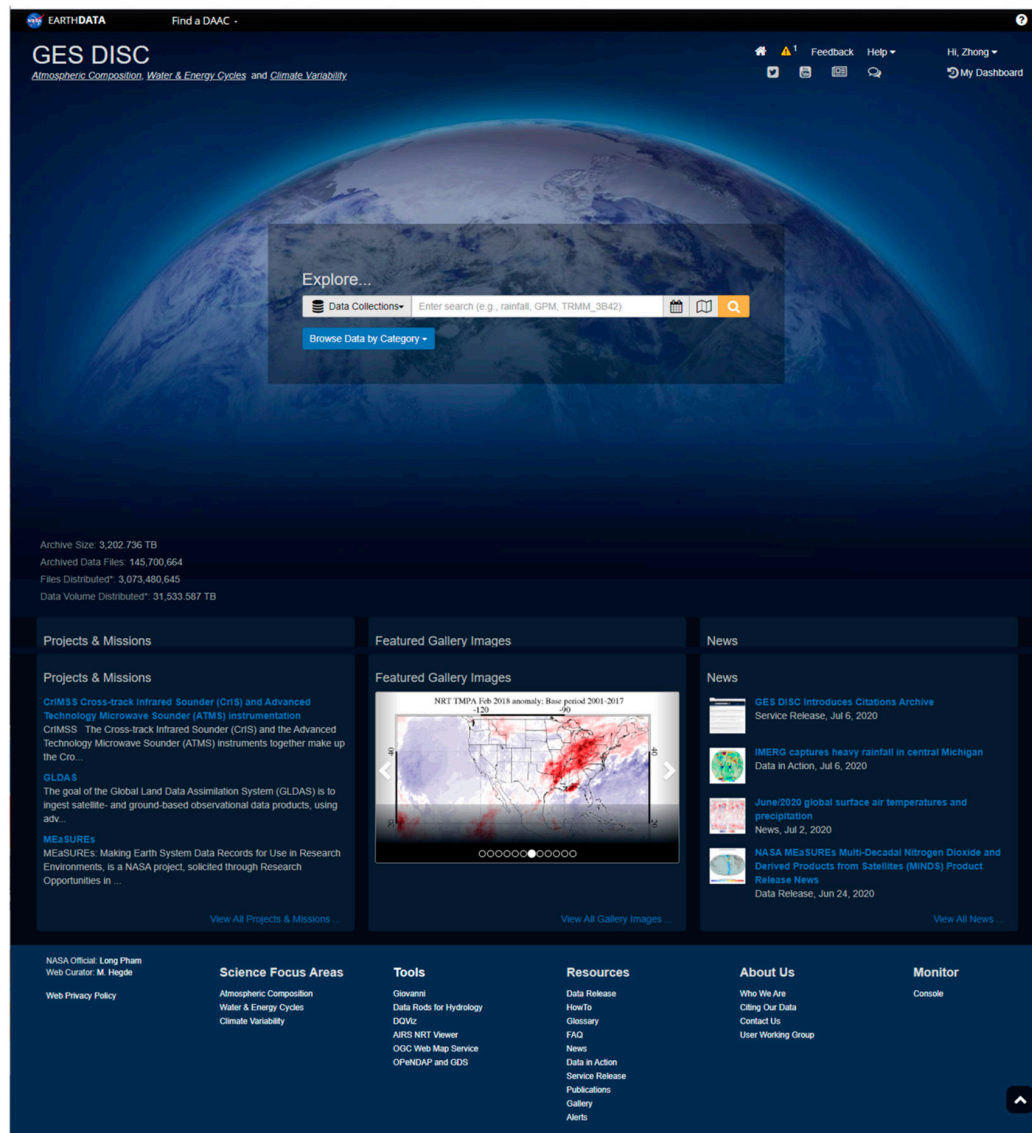 NASA
EARTHDATA Find a DAAC
GES DISC
Atmospheric Composition, Water & Energy Cycles and Climate Variability
1 Feedback Help Hi, Zhong
My Dashboard
Explore...
Data Collections Enter search (e.g., rainfall, GPM, TRMM_3B42)
Browse Data by Category
Archive Size: 3,202.736 TB
Archived Data Files: 145,700,664
Files Distributed*: 3,073,480,645
Data Volume Distributed*: 31,533.587 TB
Projects & Missions
Featured Gallery Images
News
Projects & Missions
CrIMSS Cross-track Infrared Sounder (CrIS) and Advanced
Technology Microwave Sounder (ATMS) instrumentation
CrIMSS The Cross-track Infrared Sounder (CrIS) and the Advanced
Technology Microwave Sounder (ATMS) instruments together make up
the Cro...
GLDAS
The goal of the Global Land Data Assimilation System (GLDAS) is to
ingest satellite- and ground-based observational data products, using
adv...
MEaSUREs
MEaSUREs: Making Earth System Data Records for Use in Research
Environments, is a NASA project, solicited through Research
Opportunities in ...
View All Projects & Missions ...
Featured Gallery Images
NRT TMPA Feb 2018 anomaly; Base period 2001-2017
-120 -90
40 40
20 20
View All Gallery Images ...
News
GES DISC Introduces Citations Archive
Service Release, Jul 6, 2020
IMERG captures heavy rainfall in central Michigan
Data in Action, Jul 6, 2020
June/2020 global surface air temperatures and
precipitation
News, Jul 2, 2020
NASA MEaSUREs Multi-Decadal Nitrogen Dioxide and
Derived Products from Satellites (MINDS) Product
Release News
Data Release, Jun 24, 2020
View All News ...
NASA Official: Long Pham
Web Curator: M. Hegde
Web Privacy Policy
Science Focus Areas
Atmospheric Composition
Water & Energy Cycles
Climate Variability
Tools
Giovanni
Data Rods for Hydrology
DQViz
AIRS NRT Viewer
OGC Web Map Service
OPeNDAP and GDS
Resources
Data Release
HowTo
Glossary
FAQ
News
Data in Action
Service Release
Publications
Gallery
Alerts
About Us
Who We Are
Citing Our Data
Contact Us
User Working Group
Monitor
Console